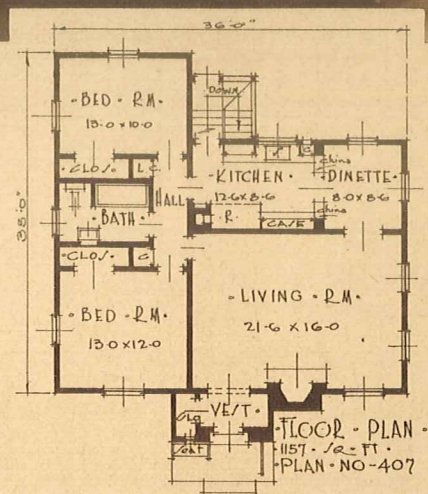 36'-0"
38'-0"
BED·RM·
13-0×10-0
DOWN
CLOS· L.C.
·KITCHEN·
12-6×8-6
C
china
DINETTE·
8-0×8-6
china
HALL
BATH·
R.
CASE
CLOS· C
·LIVING·RM·
21-6 × 16-0
·BED·RM·
13-0×12-0
CLO
·VEST·
Seat
·FLOOR·PLAN·
·1157·SQ·FT·
·PLAN·NO-407